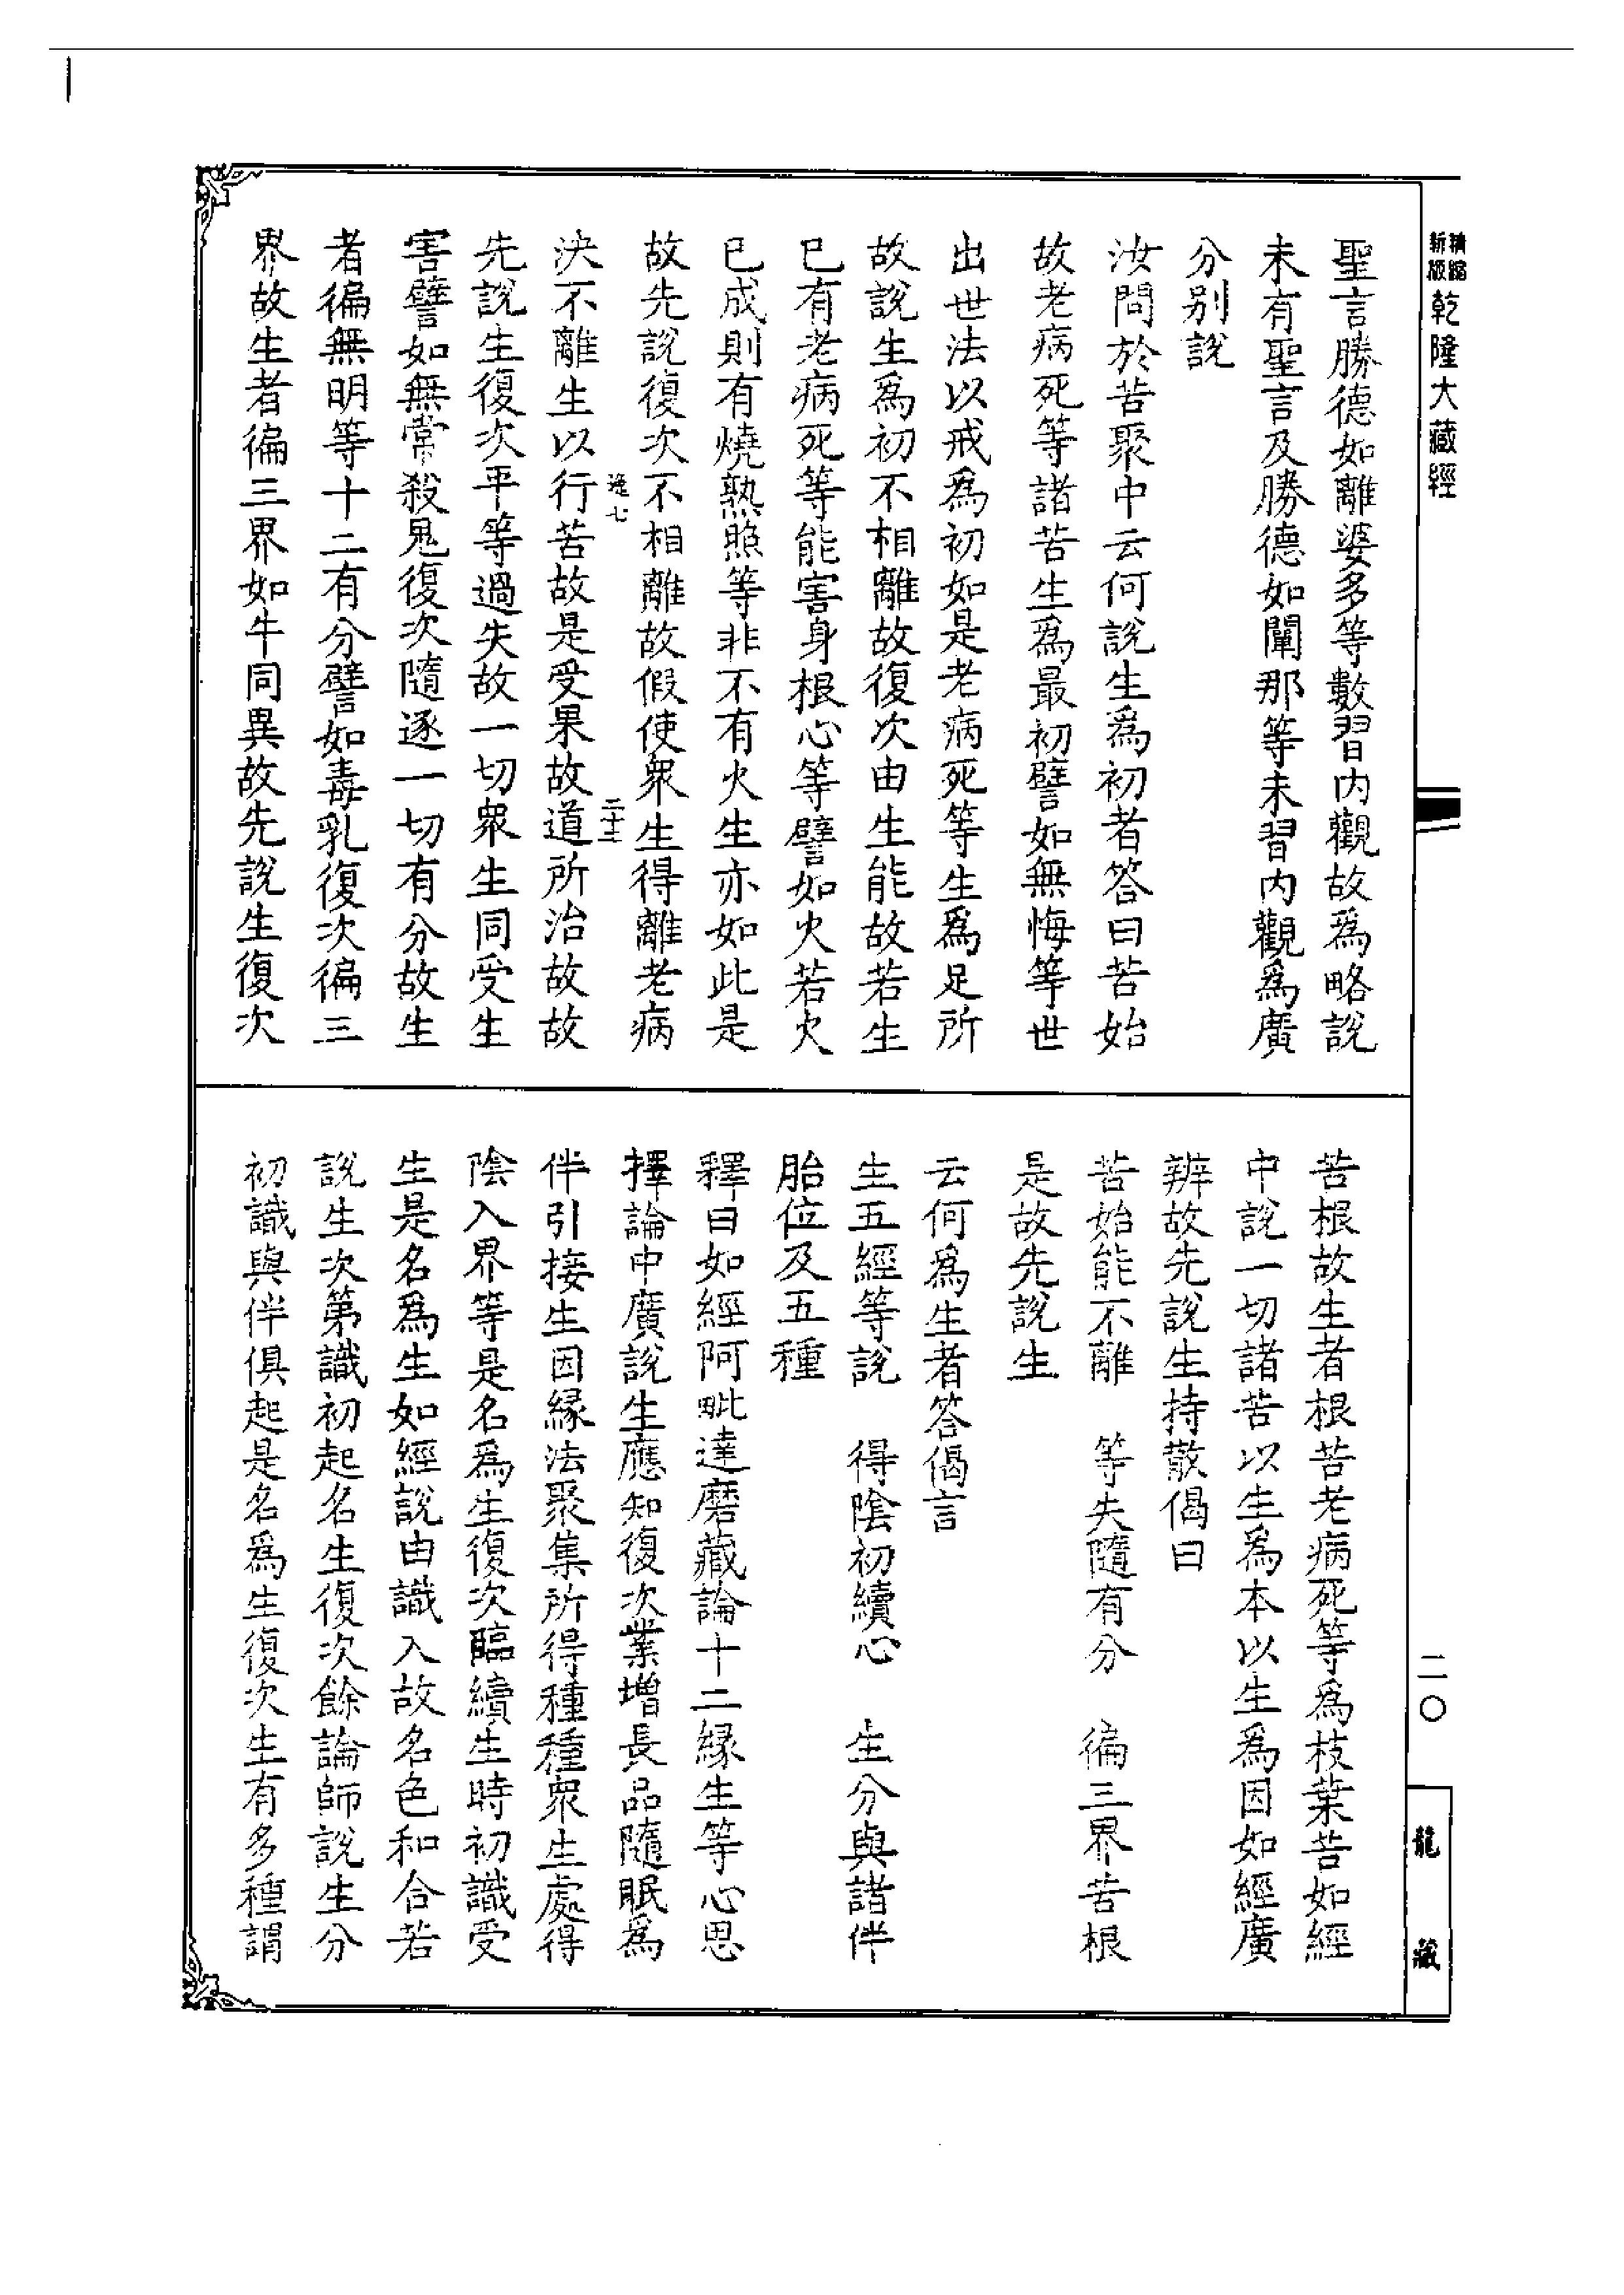 新版精縮乾隆大藏經
聖言勝德如離婆多等數習內觀故為略說
未有聖言及勝德如闡那等未習內觀為廣
分別說
汝問於苦聚中云何說生為初者答曰苦始
故老病死等諸苦生為最初譬如無悔等世
出世法以戒為初如是老病死等生為足所
故說生為初不相離故復次由生能故若生
已有老病死等能害身根心等譬如火若火
已成則有燒熟照等非不有火生亦如此是
故先說復次不相離故假使眾生得離老病
決不離生以行苦故是受果故道所治故故
先說生復次平等過失故一切眾生同受生
害譬如無常殺鬼復次隨逐一切有分故生
者徧無明等十二有分譬如毒乳復次徧三
界故生者徧三界如牛同異故先說生復次
苦根故生者根苦老病死等為枝葉苦如經
中說一切諸苦以生為本以生為因如經廣
辨故先說生持散偈曰
苦始能不離 等失隨有分 徧三界苦根
是故先說生
云何為生者答偈言
生五經等說 得陰初續心 生分與諸伴
胎位及五種
釋曰如經阿毗達磨藏論十二緣生等心思
擇論中廣說生應知復次業增長品隨眠為
伴引接生因緣法聚集所得種種眾生處得
陰入界等是名為生復次臨續生時初識受
生是名為生如經說由識入故名色和合若
說生次第識初起名生復次餘論師說生分
初識與伴俱起是名為生復次生有多種謂
二〇
龍藏